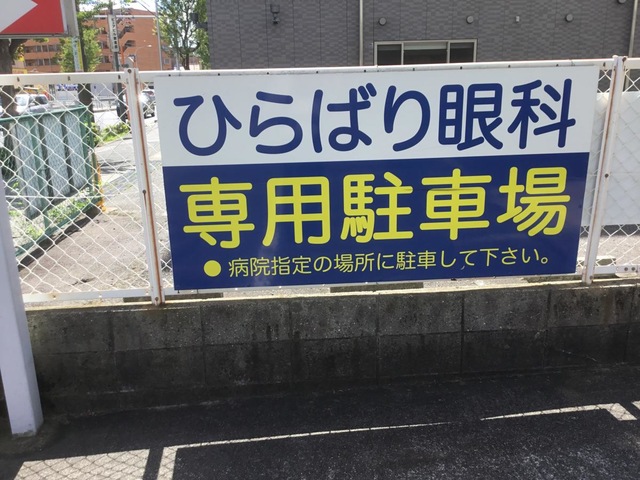 ひらばり眼科
専用駐車場
●病院指定の場所に駐車して下さい。